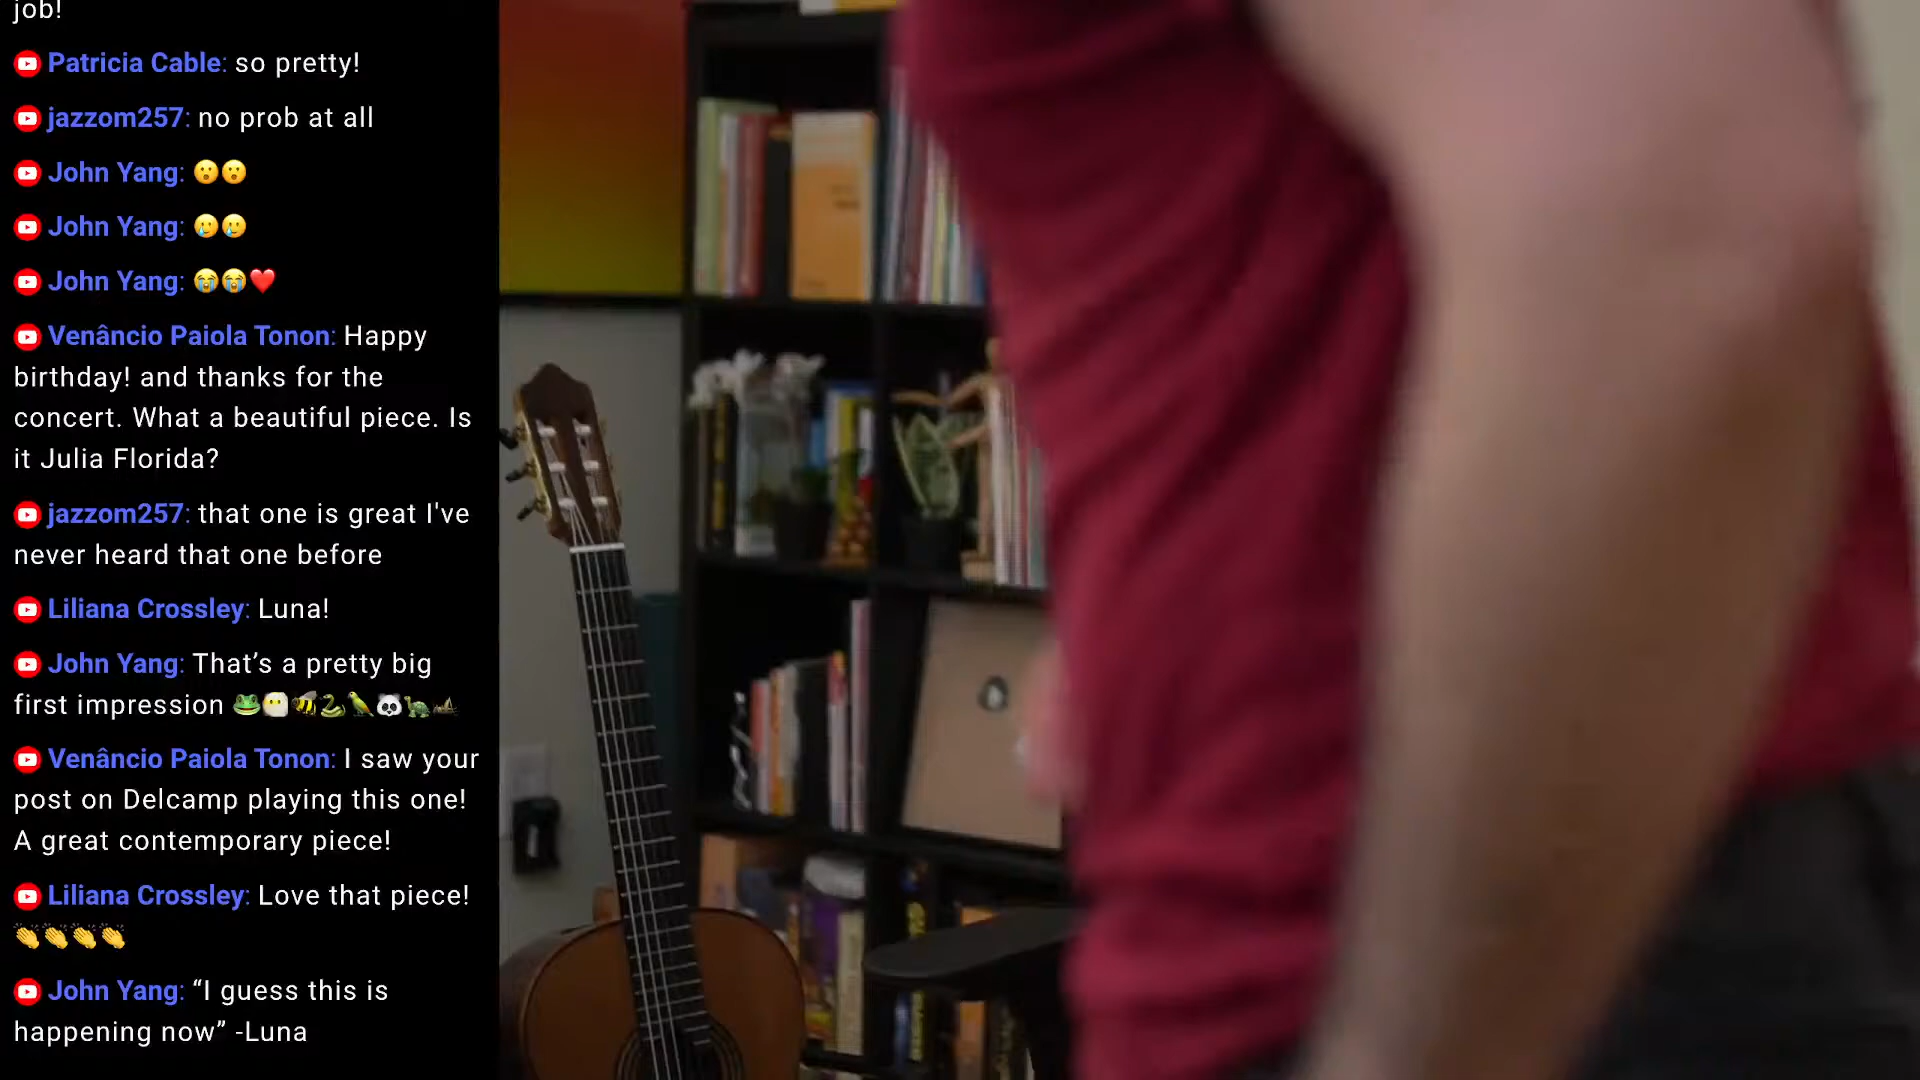 job!
Patricia Cable: so pretty!
jazzom257: no prob at all
John Yang: 😮😮
John Yang: 🥲🥲
John Yang: 😭😭❤️
Venâncio Paiola Tonon: Happy
birthday! and thanks for the
concert. What a beautiful piece. Is
it Julia Florida?
jazzom257: that one is great I've
never heard that one before
Liliana Crossley: Luna!
John Yang: That’s a pretty big
first impression
Venâncio Paiola Tonon: I saw your
post on Delcamp playing this one!
A great contemporary piece!
Liliana Crossley: Love that piece!
👏👏👏👏
John Yang: “I guess this is
happening now” -Luna